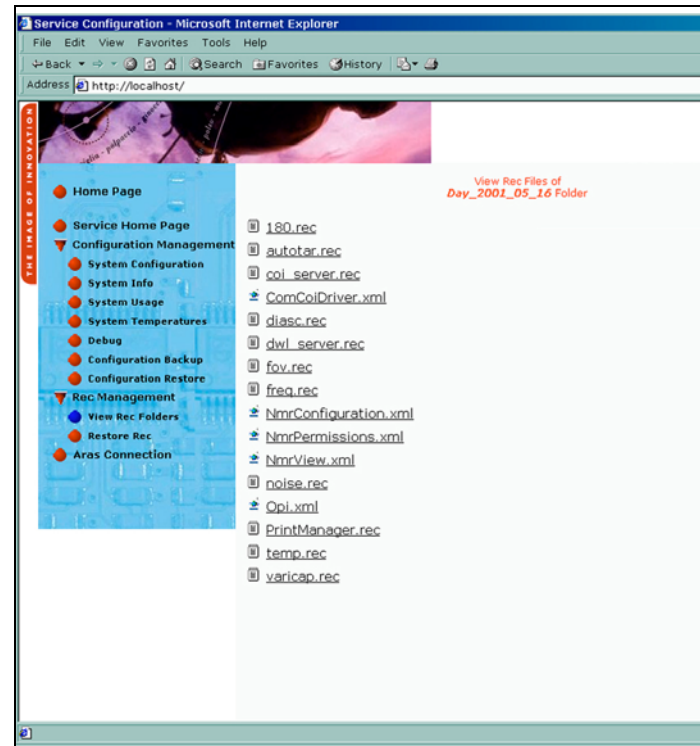 Service Configuration - Microsoft Internet Explorer
File Edit View Favorites Tools Help
Back Search Favorites History
Address http://localhost/
THE IMAGE OF INNOVATION
Home Page
Service Home Page
Configuration Management
System Configuration
System Info
System Usage
System Temperatures
Debug
Configuration Backup
Configuration Restore
Rec Management
View Rec Folders
Restore Rec
Aras Connection
View Rec Files of
Day_2001_05_16 Folder
180.rec
autotar.rec
coi_server.rec
ComCoiDriver.xml
diasc.rec
dwl_server.rec
fov.rec
freq.rec
NmrConfiguration.xml
NmrPermissions.xml
NmrView.xml
noise.rec
Opi.xml
PrintManager.rec
temp.rec
varicap.rec